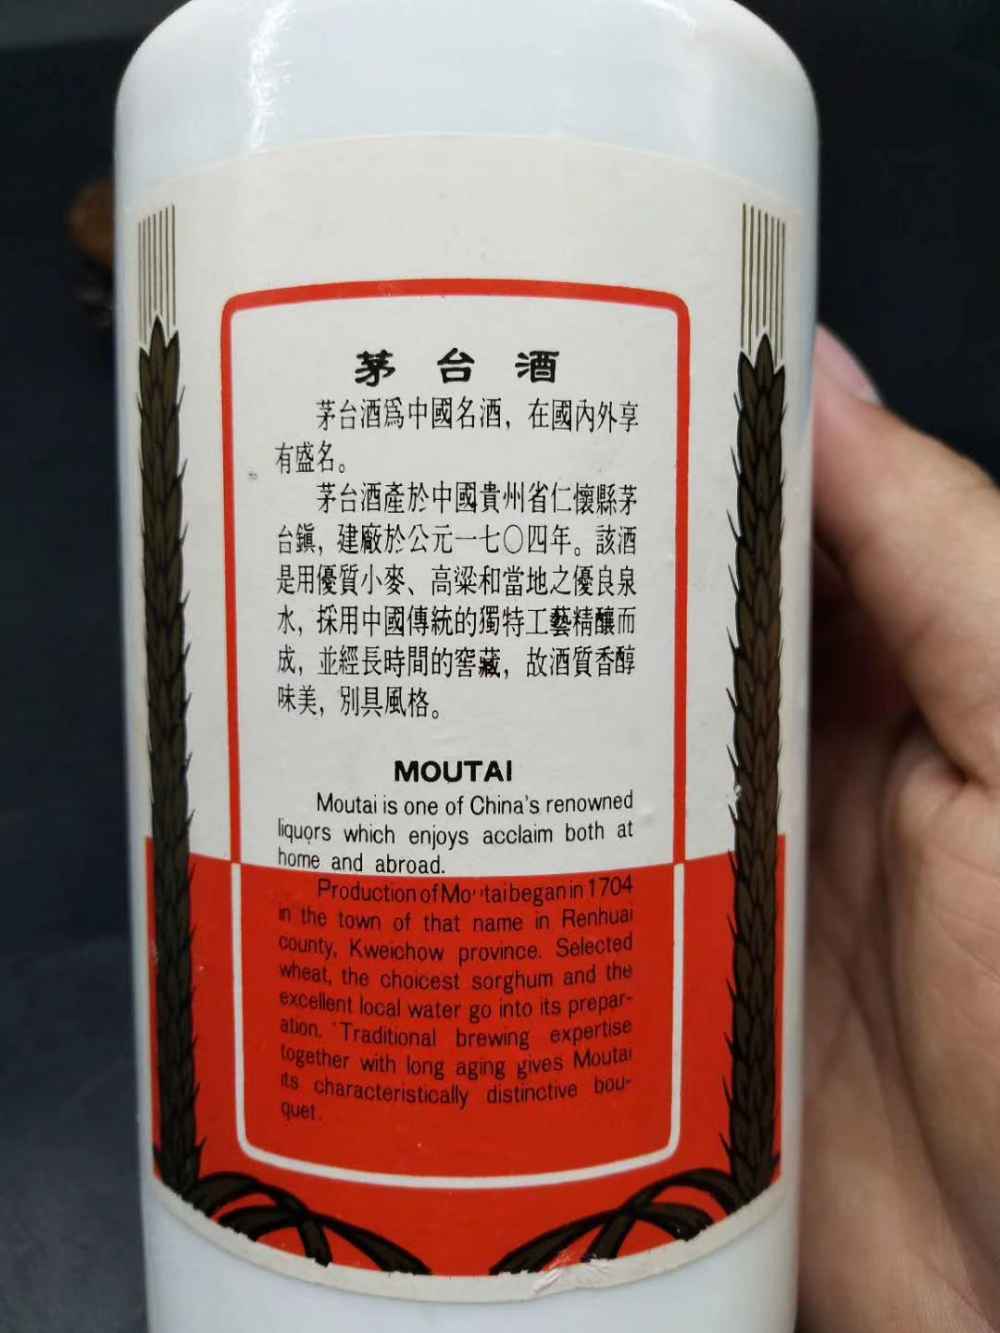 茅台酒
茅台酒爲中國名酒，在國內外享
有盛名。
茅台酒產於中國貴州省仁懷縣茅
台鎭，建廠於公元一七〇四年。該酒
是用優質小麥、高粱和當地之優良泉
水，採用中國傳統的獨特工藝精釀而
成，並經長時間的窖藏，故酒質香醇
味美，別具風格。
MOUTAI
Moutai is one of China's renowned
liquors which enjoys acclaim both at
home and abroad.
Production of Moutai began in 1704
in the town of that name in Renhuai
county, Kweichow province. Selected
wheat, the choicest sorghum and the
excellent local water go into its prepar-
ation. Traditional brewing expertise
together with long aging gives Moutai
its characteristically distinctive bou-
quet.